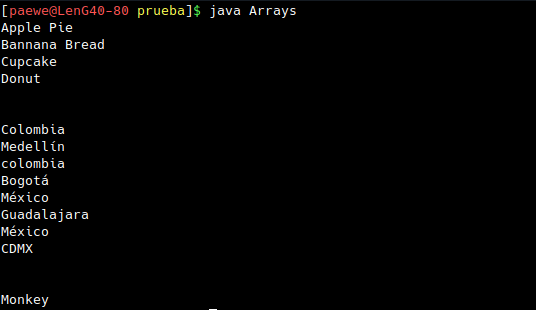 [paewe@LenG40-80 prueba]$ java Arrays
Apple Pie
Bannana Bread
Cupcake
Donut
Colombia
Medellín
colombia
Bogotá
México
Guadalajara
México
CDMX
Monkey